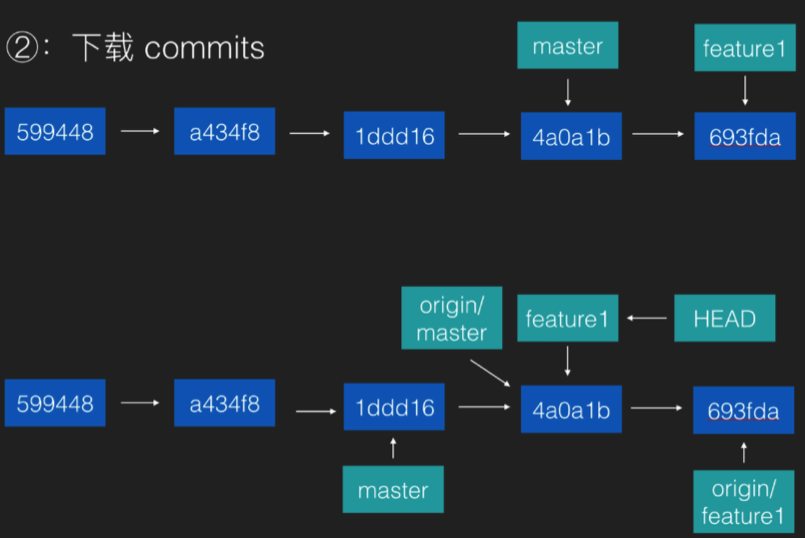 ②：下载 commits
master
feature1
599448
a434f8
1ddd16
4a0a1b
693fda
origin/
master
feature1
HEAD
599448
a434f8
1ddd16
4a0a1b
693fda
master
origin/
feature1